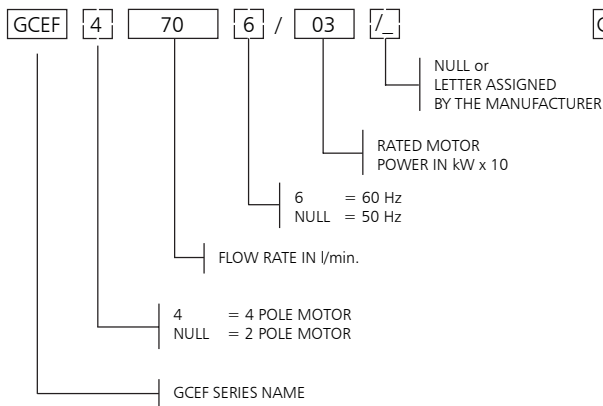 GCEF 4 70 6 / 03 /_
NULL or
LETTER ASSIGNED
BY THE MANUFACTURER
RATED MOTOR
POWER IN kW x 10
6 = 60 Hz
NULL = 50 Hz
FLOW RATE IN l/min.
4 = 4 POLE MOTOR
NULL = 2 POLE MOTOR
GCEF SERIES NAME